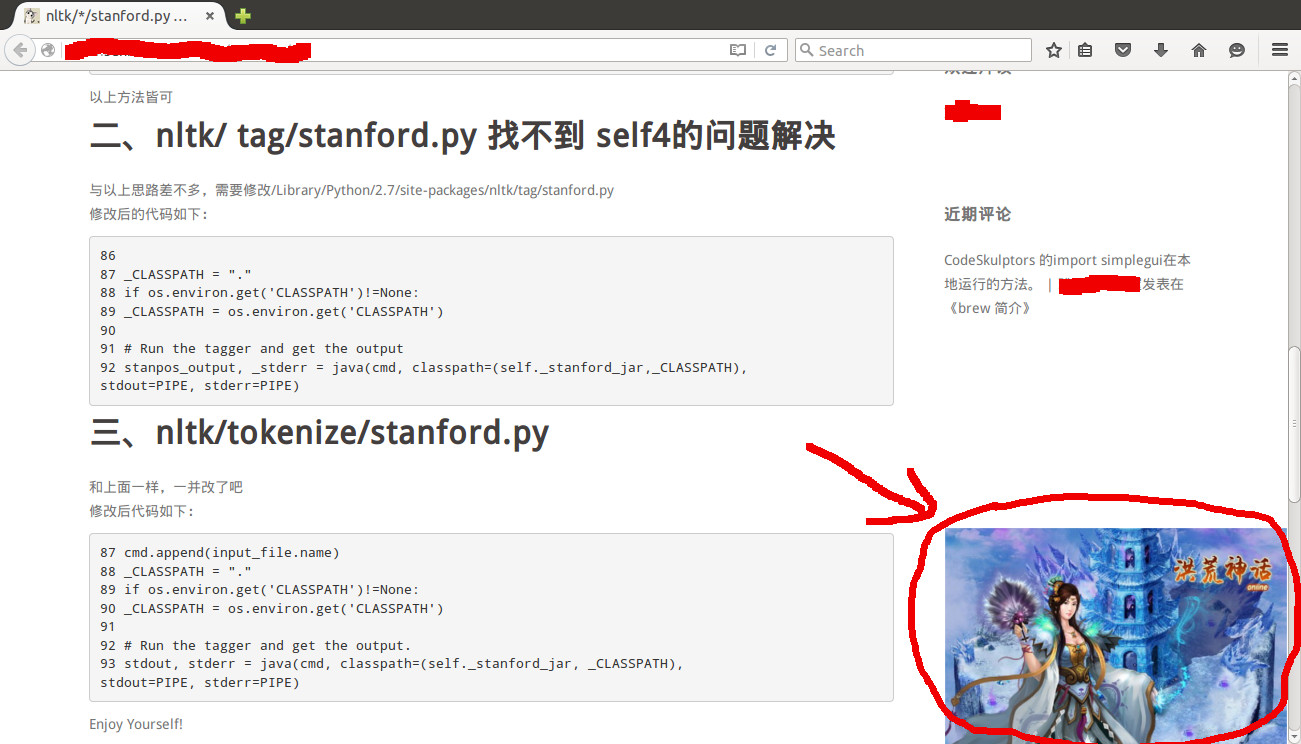 nltk/*/stanford.py ...
Search
以上方法皆可
二、nltk/ tag/stanford.py 找不到 self4的问题解决
与以上思路差不多，需要修改/Library/Python/2.7/site-packages/nltk/tag/stanford.py
修改后的代码如下：
86
87 _CLASSPATH = "."
88 if os.environ.get('CLASSPATH')!=None:
89 _CLASSPATH = os.environ.get('CLASSPATH')
90
91 # Run the tagger and get the output
92 stanpos_output, _stderr = java(cmd, classpath=(self._stanford_jar,_CLASSPATH),
stdout=PIPE, stderr=PIPE)
三、nltk/tokenize/stanford.py
和上面一样，一并改了吧
修改后代码如下：
87 cmd.append(input_file.name)
88 _CLASSPATH = "."
89 if os.environ.get('CLASSPATH')!=None:
90 _CLASSPATH = os.environ.get('CLASSPATH')
91
92 # Run the tagger and get the output.
93 stdout, stderr = java(cmd, classpath=(self._stanford_jar, _CLASSPATH),
stdout=PIPE, stderr=PIPE)
Enjoy Yourself!
近期评论
CodeSkulptors 的import simplegui在本
地运行的方法。 | 发表在
《brew 简介》
洪荒神话
online